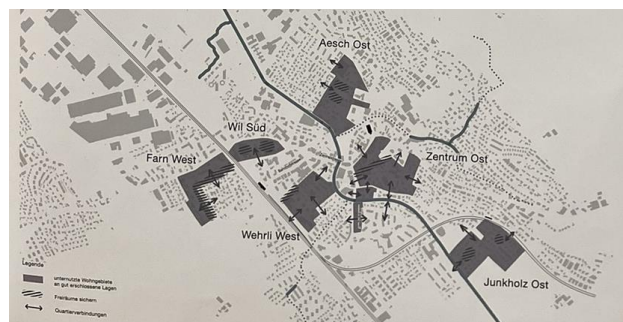 Aesch Ost
Wil Süd
Farn West
Zentrum Ost
Wehrli West
Junkholz Ost
Legende
unternutzte Wohngebiete
an gut erschlossene Lagen
Freiräume sichern
Quartierverbindungen